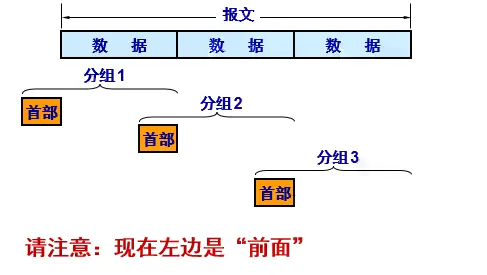 报文
数 据 数 据 数 据
分组1
首部
分组2
首部
分组3
首部
请注意：现在左边是“前面”